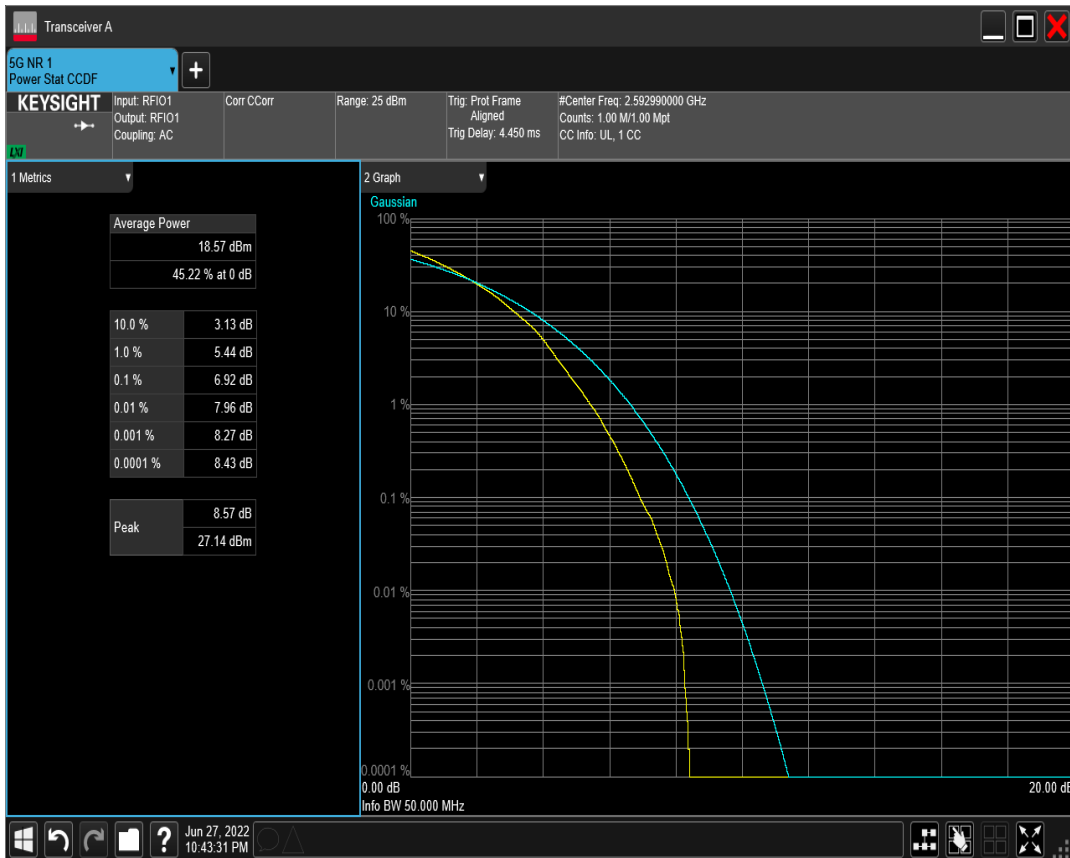 Transceiver A
5G NR 1
Power Stat CCDF
+
KEYSIGHT
LXI
Input: RFIO1
Output: RFIO1
Coupling: AC
Corr CCorr
Range: 25 dBm
Trig: Prot Frame
Aligned
Trig Delay: 4.450 ms
#Center Freq: 2.592990000 GHz
Counts: 1.00 M/1.00 Mpt
CC Info: UL, 1 CC
1 Metrics
Average Power
18.57 dBm
45.22 % at 0 dB
10.0 % 3.13 dB
1.0 % 5.44 dB
0.1 % 6.92 dB
0.01 % 7.96 dB
0.001 % 8.27 dB
0.0001 % 8.43 dB
Peak
8.57 dB
27.14 dBm
2 Graph
Gaussian
100 %
10 %
1 %
0.1 %
0.01 %
0.001 %
0.0001 %
0.00 dB 20.00 dB
Info BW 50.000 MHz
?
Jun 27, 2022
10:43:31 PM